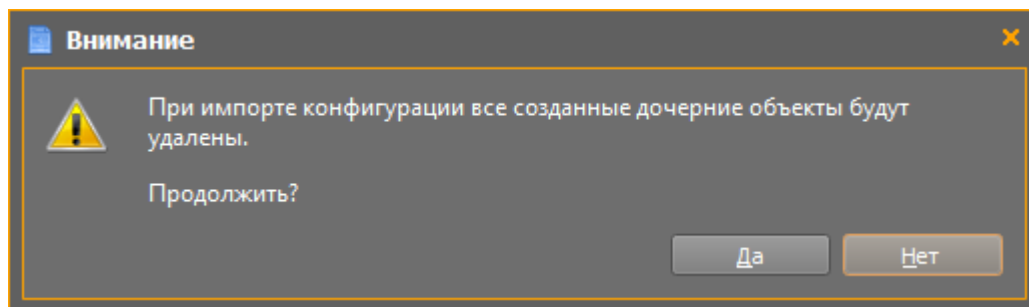 Внимание
При импорте конфигурации все созданные дочерние объекты будут
удалены.
Продолжить?
Да
Нет